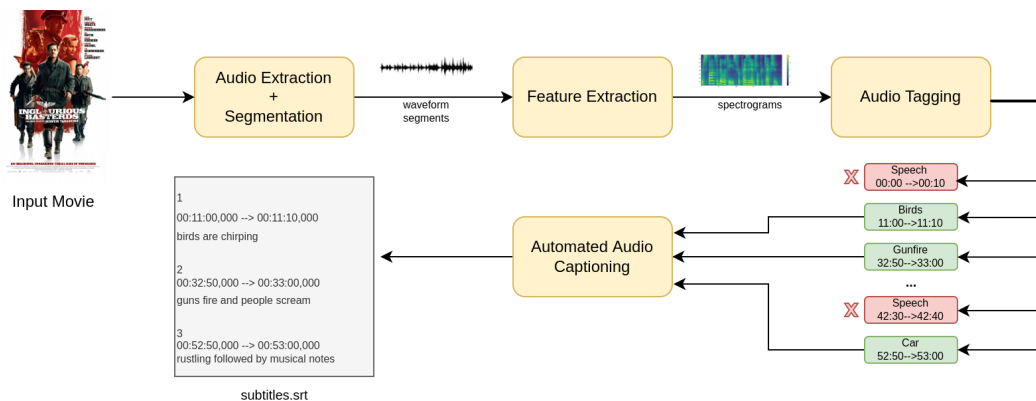 INGLOURIOUS
BASTERDS
Input Movie
Audio Extraction
+
Segmentation
waveform
segments
Feature Extraction
spectrograms
Audio Tagging
X
Speech
00:00 -->00:10
Birds
11:00-->11:10
Gunfire
32:50-->33:00
...
X
Speech
42:30-->42:40
Car
52:50-->53:00
Automated Audio
Captioning
1
00:11:00,000 --> 00:11:10,000
birds are chirping
2
00:32:50,000 --> 00:33:00,000
guns fire and people scream
3
00:52:50,000 --> 00:53:00,000
rustling followed by musical notes
subtitles.srt